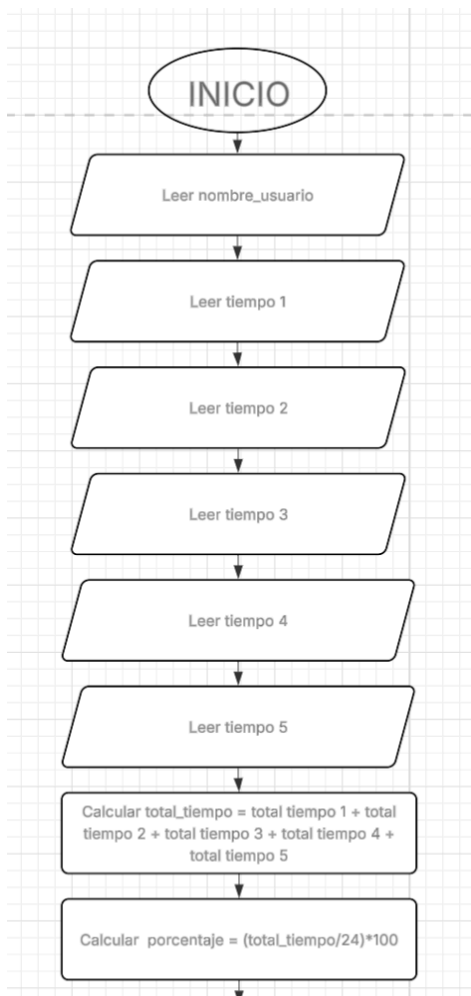 INICIO
Leer nombre_usuario
Leer tiempo 1
Leer tiempo 2
Leer tiempo 3
Leer tiempo 4
Leer tiempo 5
Calcular total_tiempo = total tiempo 1 + total
tiempo 2 + total tiempo 3 + total tiempo 4 +
total tiempo 5
Calcular porcentaje = (total_tiempo/24)*100